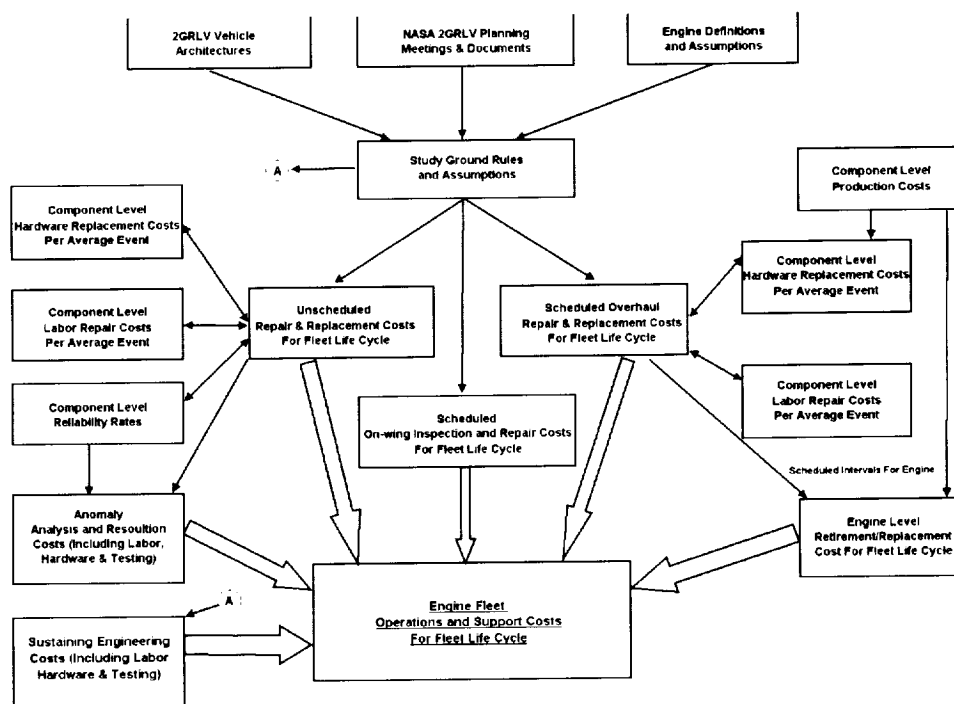 2GRLV Vehicle
Architectures
NASA 2GRLV Planning
Meetings & Documents
Engine Definitions
and Assumptions
Study Ground Rules
and Assumptions
A
Component Level
Production Costs
Component Level
Hardware Replacement Costs
Per Average Event
Component Level
Hardware Replacement Costs
Per Average Event
Unscheduled
Repair & Replacement Costs
For Fleet Life Cycle
Scheduled Overhaul
Repair & Replacement Costs
For Fleet Life Cycle
Component Level
Labor Repair Costs
Per Average Event
Component Level
Labor Repair Costs
Per Average Event
Component Level
Reliability Rates
Scheduled
On-wing Inspection and Repair Costs
For Fleet Life Cycle
Scheduled Intervals For Engine
Anomaly
Analysis and Resoultion
Costs (Including Labor,
Hardware & Testing)
Engine Level
Retirement/Replacement
Cost For Fleet Life Cycle
A
Engine Fleet
Operations and Support Costs
For Fleet Life Cycle
Sustaining Engineering
Costs (Including Labor
Hardware & Testing)